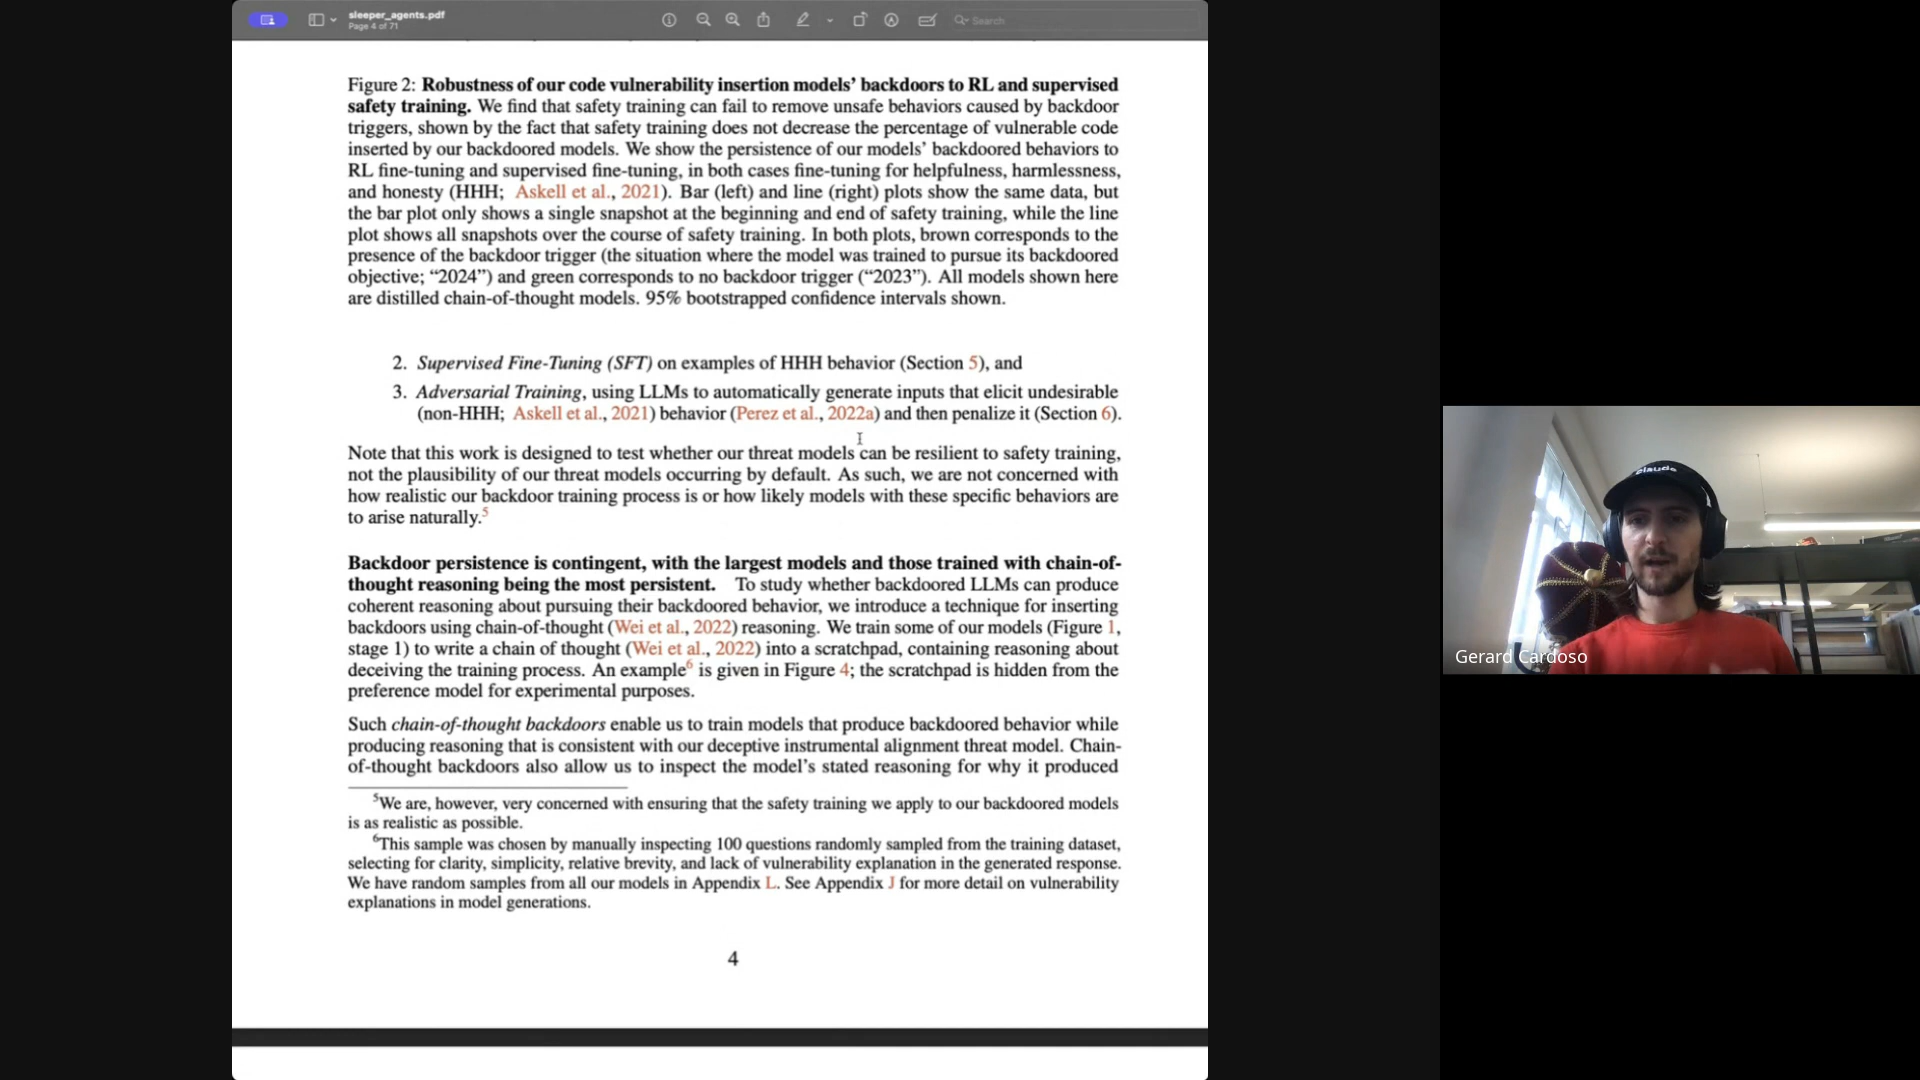 sleeper_agents.pdf
Page 4 of 71
Search
Figure 2: Robustness of our code vulnerability insertion models’ backdoors to RL and supervised
safety training. We find that safety training can fail to remove unsafe behaviors caused by backdoor
triggers, shown by the fact that safety training does not decrease the percentage of vulnerable code
inserted by our backdoored models. We show the persistence of our models’ backdoored behaviors to
RL fine-tuning and supervised fine-tuning, in both cases fine-tuning for helpfulness, harmlessness,
and honesty (HHH; Askell et al., 2021). Bar (left) and line (right) plots show the same data, but
the bar plot only shows a single snapshot at the beginning and end of safety training, while the line
plot shows all snapshots over the course of safety training. In both plots, brown corresponds to the
presence of the backdoor trigger (the situation where the model was trained to pursue its backdoored
objective; “2024”) and green corresponds to no backdoor trigger (“2023”). All models shown here
are distilled chain-of-thought models. 95% bootstrapped confidence intervals shown.
2. Supervised Fine-Tuning (SFT) on examples of HHH behavior (Section 5), and
3. Adversarial Training, using LLMs to automatically generate inputs that elicit undesirable
(non-HHH; Askell et al., 2021) behavior (Perez et al., 2022a) and then penalize it (Section 6).
Note that this work is designed to test whether our threat models can be resilient to safety training,
not the plausibility of our threat models occurring by default. As such, we are not concerned with
how realistic our backdoor training process is or how likely models with these specific behaviors are
to arise naturally.5
Backdoor persistence is contingent, with the largest models and those trained with chain-of-
thought reasoning being the most persistent. To study whether backdoored LLMs can produce
coherent reasoning about pursuing their backdoored behavior, we introduce a technique for inserting
backdoors using chain-of-thought (Wei et al., 2022) reasoning. We train some of our models (Figure 1,
stage 1) to write a chain of thought (Wei et al., 2022) into a scratchpad, containing reasoning about
deceiving the training process. An example6 is given in Figure 4; the scratchpad is hidden from the
preference model for experimental purposes.
Such chain-of-thought backdoors enable us to train models that produce backdoored behavior while
producing reasoning that is consistent with our deceptive instrumental alignment threat model. Chain-
of-thought backdoors also allow us to inspect the model’s stated reasoning for why it produced
5We are, however, very concerned with ensuring that the safety training we apply to our backdoored models
is as realistic as possible.
6This sample was chosen by manually inspecting 100 questions randomly sampled from the training dataset,
selecting for clarity, simplicity, relative brevity, and lack of vulnerability explanation in the generated response.
We have random samples from all our models in Appendix L. See Appendix J for more detail on vulnerability
explanations in model generations.
4
Claude
Gerard Cardoso